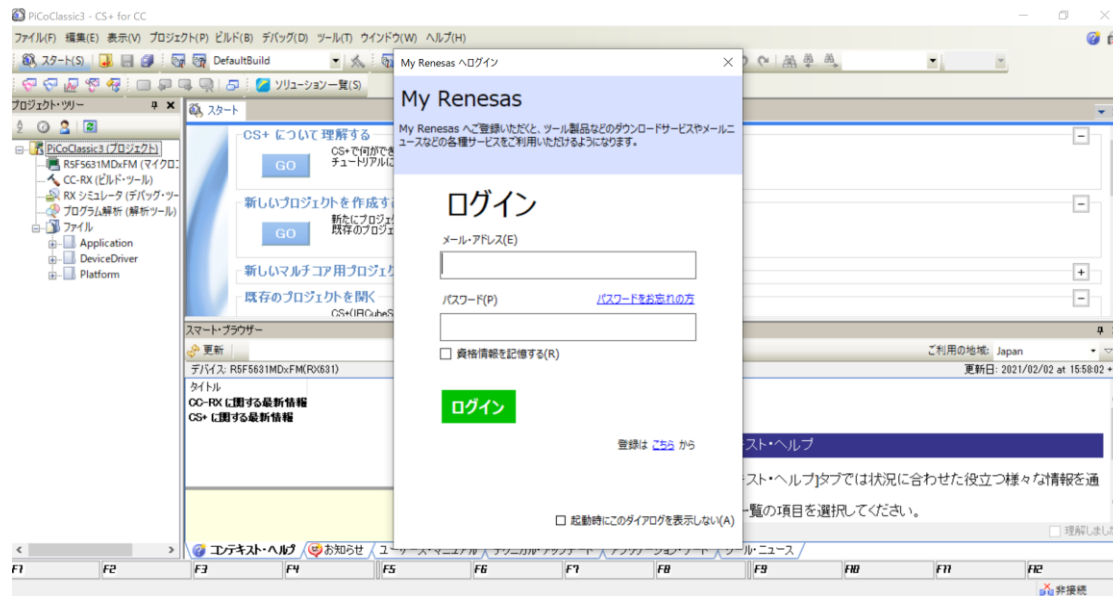 PiCoClassic3 - CS+ for CC
ファイル(F) 編集(E) 表示(V) プロジェクト(P) ビルド(B) デバッグ(D) ツール(T) ウインドウ(W) ヘルプ(H)
スタート(S) DefaultBuild
ソリューション一覧(S)
プロジェクト・ツリー
PiCoClassic3 (プロジェクト)
R5F5631MDxFM (マイクロコ
CC-RX (ビルド・ツール)
RX シミュレータ (デバッグ・ツー
プログラム解析 (解析ツール)
ファイル
Application
DeviceDriver
Platform
スタート
CS+ について理解する
GO
CS+で何ができ
チュートリアルに
新しいプロジェクトを作成す
GO
新たにプロジェ
既存のプロジェ
新しいマルチコア用プロジェク
既存のプロジェクトを開く
My Renesas へログイン
My Renesas
My Renesas へご登録いただくと、ツール製品などのダウンロードサービスやメールニ
ュースなどの各種サービスをご利用いただけるようになります。
ログイン
メール・アドレス(E)
パスワード(P) パスワードをお忘れの方
資格情報を記憶する(R)
ログイン
登録は こちら から
起動時にこのダイアログを表示しない(A)
スマート・ブラウザー
更新
ご利用の地域: Japan
デバイス: R5F5631MDxFM(RX631)
更新日: 2021/02/02 at 15:58:02 +
タイトル
CC-RX に関する最新情報
CS+ に関する最新情報
スト・ヘルプ
スト・ヘルプ]タブでは状況に合わせた役立つ様々な情報を通
一覧の項目を選択してください。
理解しまし
コンテキスト・ヘルプ お知らせ
F1 F2 F3 F4 F5 F6 F7 F8 F9 F10 F11 F12
非接続